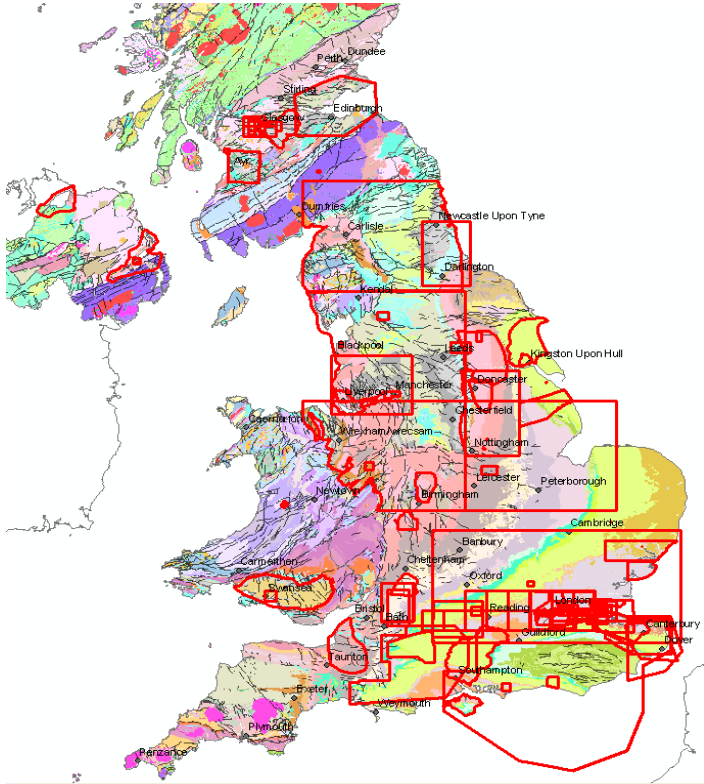 Dundee
Perth
Stirling
Edinburgh
Glasgow
Ayr
Dumfries
Newcastle Upon Tyne
Carlisle
Darlington
Kendal
Blackpool
Leeds
Kingston Upon Hull
Manchester
Doncaster
Liverpool
Chesterfield
Caernarfon
Wrexham/wrecsam
Nottingham
Leicester
Newtown
Birmingham
Peterborough
Cambridge
Banbury
Carmarthen
Cheltenham
Oxford
Swansea
London
Bristol
Reading
Bath
Canterbury
Guildford
Dover
Taunton
Southampton
Exeter
Weymouth
Plymouth
Penzance